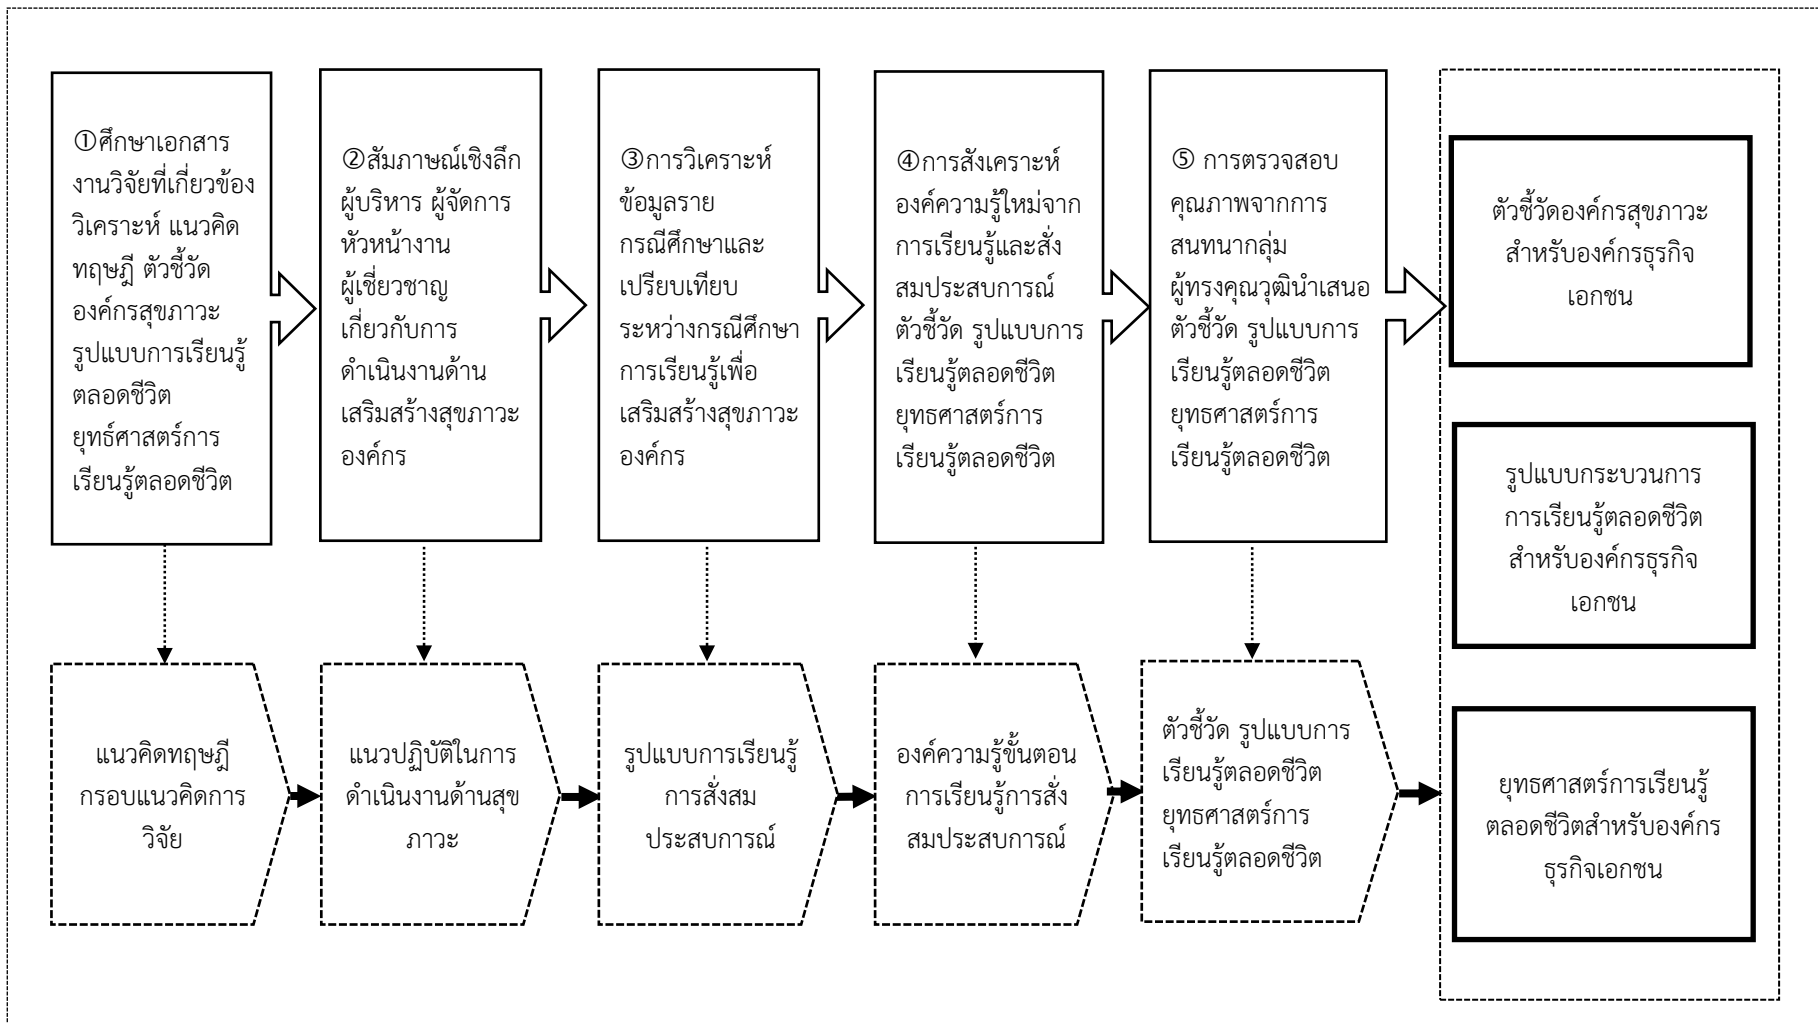 ①ศึกษาเอกสาร
งานวิจัยที่เกี่ยวข้อง
วิเคราะห์ แนวคิด
ทฤษฎี ตัวชี้วัด
องค์กรสุขภาวะ
รูปแบบการเรียนรู้
ตลอดชีวิต
ยุทธ์ศาสตร์การ
เรียนรู้ตลอดชีวิต
②สัมภาษณ์เชิงลึก
ผู้บริหาร ผู้จัดการ
หัวหน้างาน
ผู้เชี่ยวชาญ
เกี่ยวกับการ
ดำเนินงานด้าน
เสริมสร้างสุขภาวะ
องค์กร
③การวิเคราะห์
ข้อมูลราย
กรณีศึกษาและ
เปรียบเทียบ
ระหว่างกรณีศึกษา
การเรียนรู้เพื่อ
เสริมสร้างสุขภาวะ
องค์กร
④การสังเคราะห์
องค์ความรู้ใหม่จาก
การเรียนรู้และสั่ง
สมประสบการณ์
ตัวชี้วัด รูปแบบการ
เรียนรู้ตลอดชีวิต
ยุทธศาสตร์การ
เรียนรู้ตลอดชีวิต
⑤ การตรวจสอบ
คุณภาพจากการ
สนทนากลุ่ม
ผู้ทรงคุณวุฒินำเสนอ
ตัวชี้วัด รูปแบบการ
เรียนรู้ตลอดชีวิต
ยุทธศาสตร์การ
เรียนรู้ตลอดชีวิต
ตัวชี้วัดองค์กรสุขภาวะ
สำหรับองค์กรธุรกิจ
เอกชน
รูปแบบกระบวนการ
การเรียนรู้ตลอดชีวิต
สำหรับองค์กรธุรกิจ
เอกชน
ยุทธศาสตร์การเรียนรู้
ตลอดชีวิตสำหรับองค์กร
ธุรกิจเอกชน
แนวคิดทฤษฎี
กรอบแนวคิดการ
วิจัย
แนวปฏิบัติในการ
ดำเนินงานด้านสุข
ภาวะ
รูปแบบการเรียนรู้
การสั่งสม
ประสบการณ์
องค์ความรู้ขั้นตอน
การเรียนรู้การสั่ง
สมประสบการณ์
ตัวชี้วัด รูปแบบการ
เรียนรู้ตลอดชีวิต
ยุทธศาสตร์การ
เรียนรู้ตลอดชีวิต